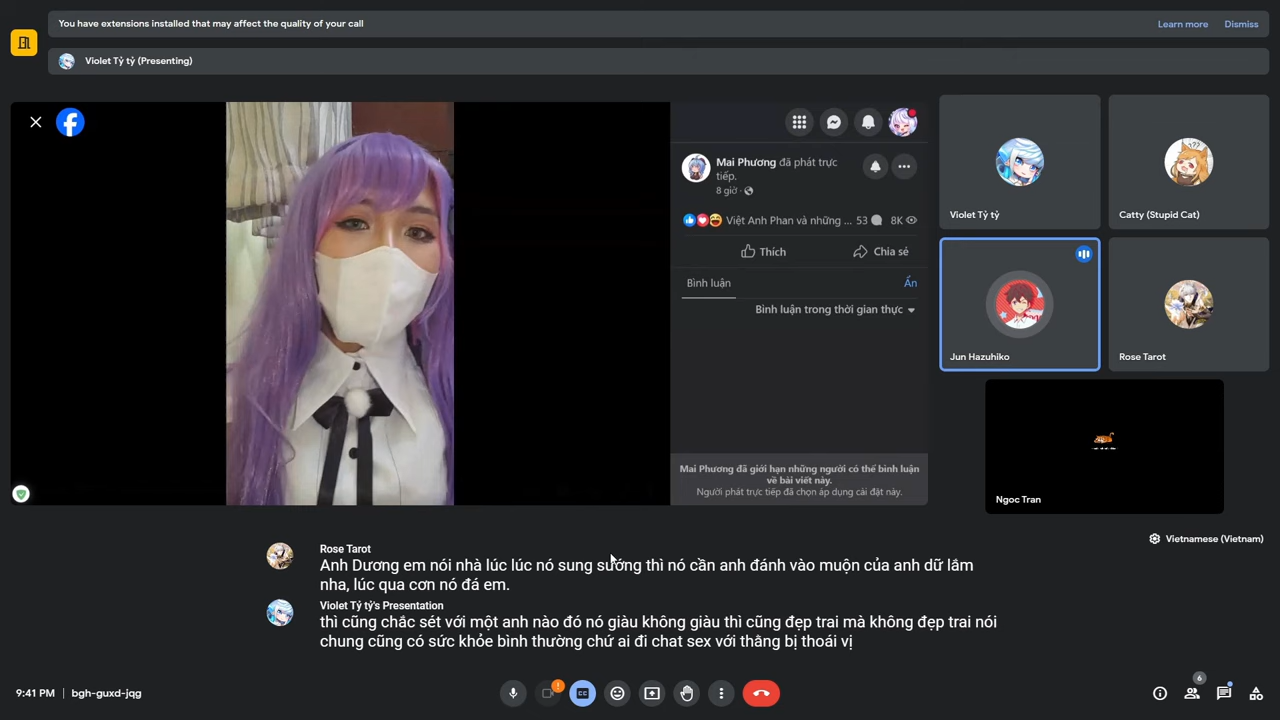 You have extensions installed that may affect the quality of your call
Learn more
Dismiss
Violet Tỷ tỷ (Presenting)
Mai Phương đã phát trực
tiếp.
8 giờ ·
Việt Anh Phan và những ...
53
8K
Thích
Chia sẻ
Bình luận
Ẩn
Bình luận trong thời gian thực
Mai Phương đã giới hạn những người có thể bình luận
về bài viết này.
Người phát trực tiếp đã chọn áp dụng cài đặt này.
Violet Tỷ tỷ
Catty (Stupid Cat)
Jun Hazuhiko
Rose Tarot
Ngoc Tran
Vietnamese (Vietnam)
Rose Tarot
Anh Dương em nói nhà lúc lúc nó sung sướng thì nó cần anh đánh vào muộn của anh dữ lắm
nha, lúc qua cơn nó đá em.
Violet Tỷ tỷ's Presentation
thì cũng chắc sét với một anh nào đó nó giàu không giàu thì cũng đẹp trai mà không đẹp trai nói
chung cũng có sức khỏe bình thường chứ ai đi chat sex với thằng bị thoái vị
9:41 PM | bgh-guxd-jqg
CC
6